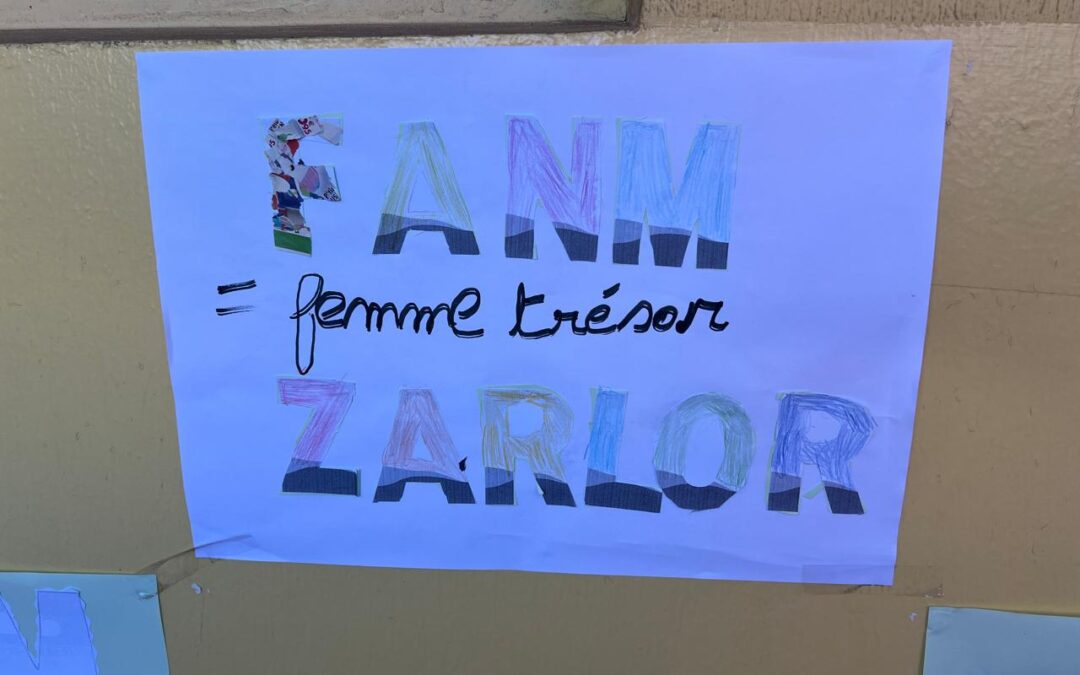 FANM
= femme trésor
ZARLOR